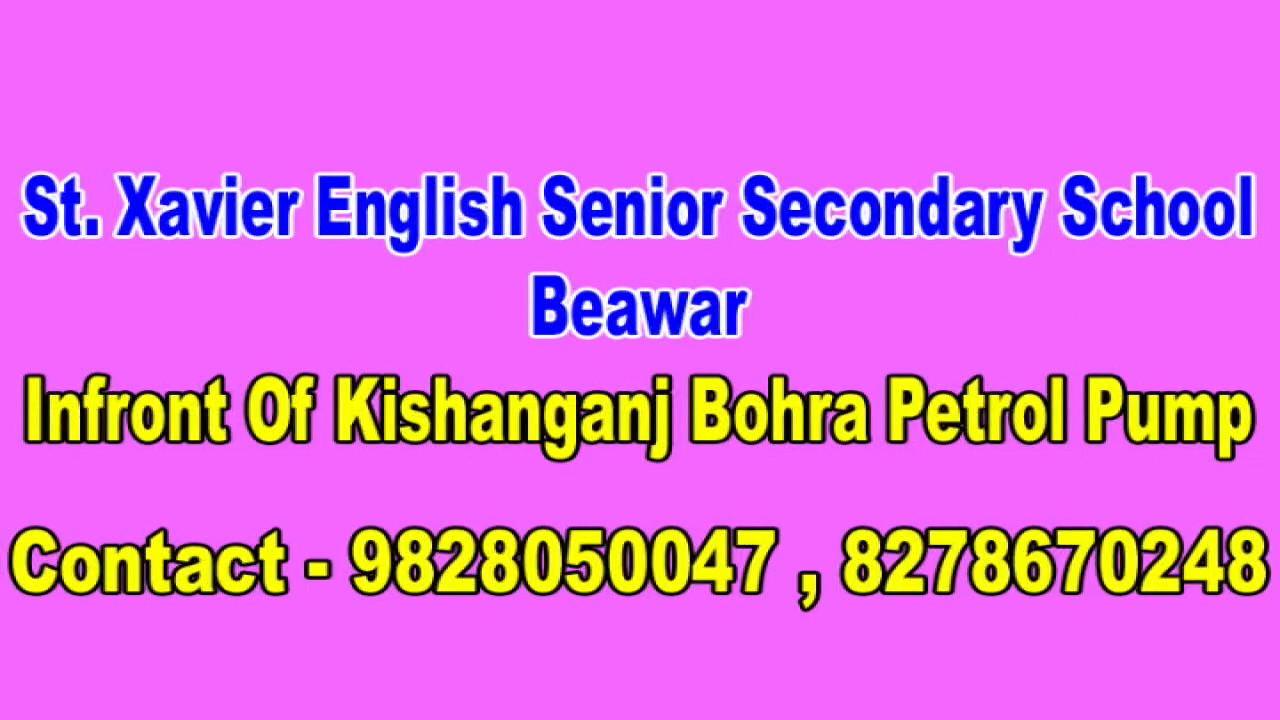 St. Xavier English Senior Secondary School
Beawar
Infront Of Kishanganj Bohra Petrol Pump
Contact - 9828050047 , 8278670248